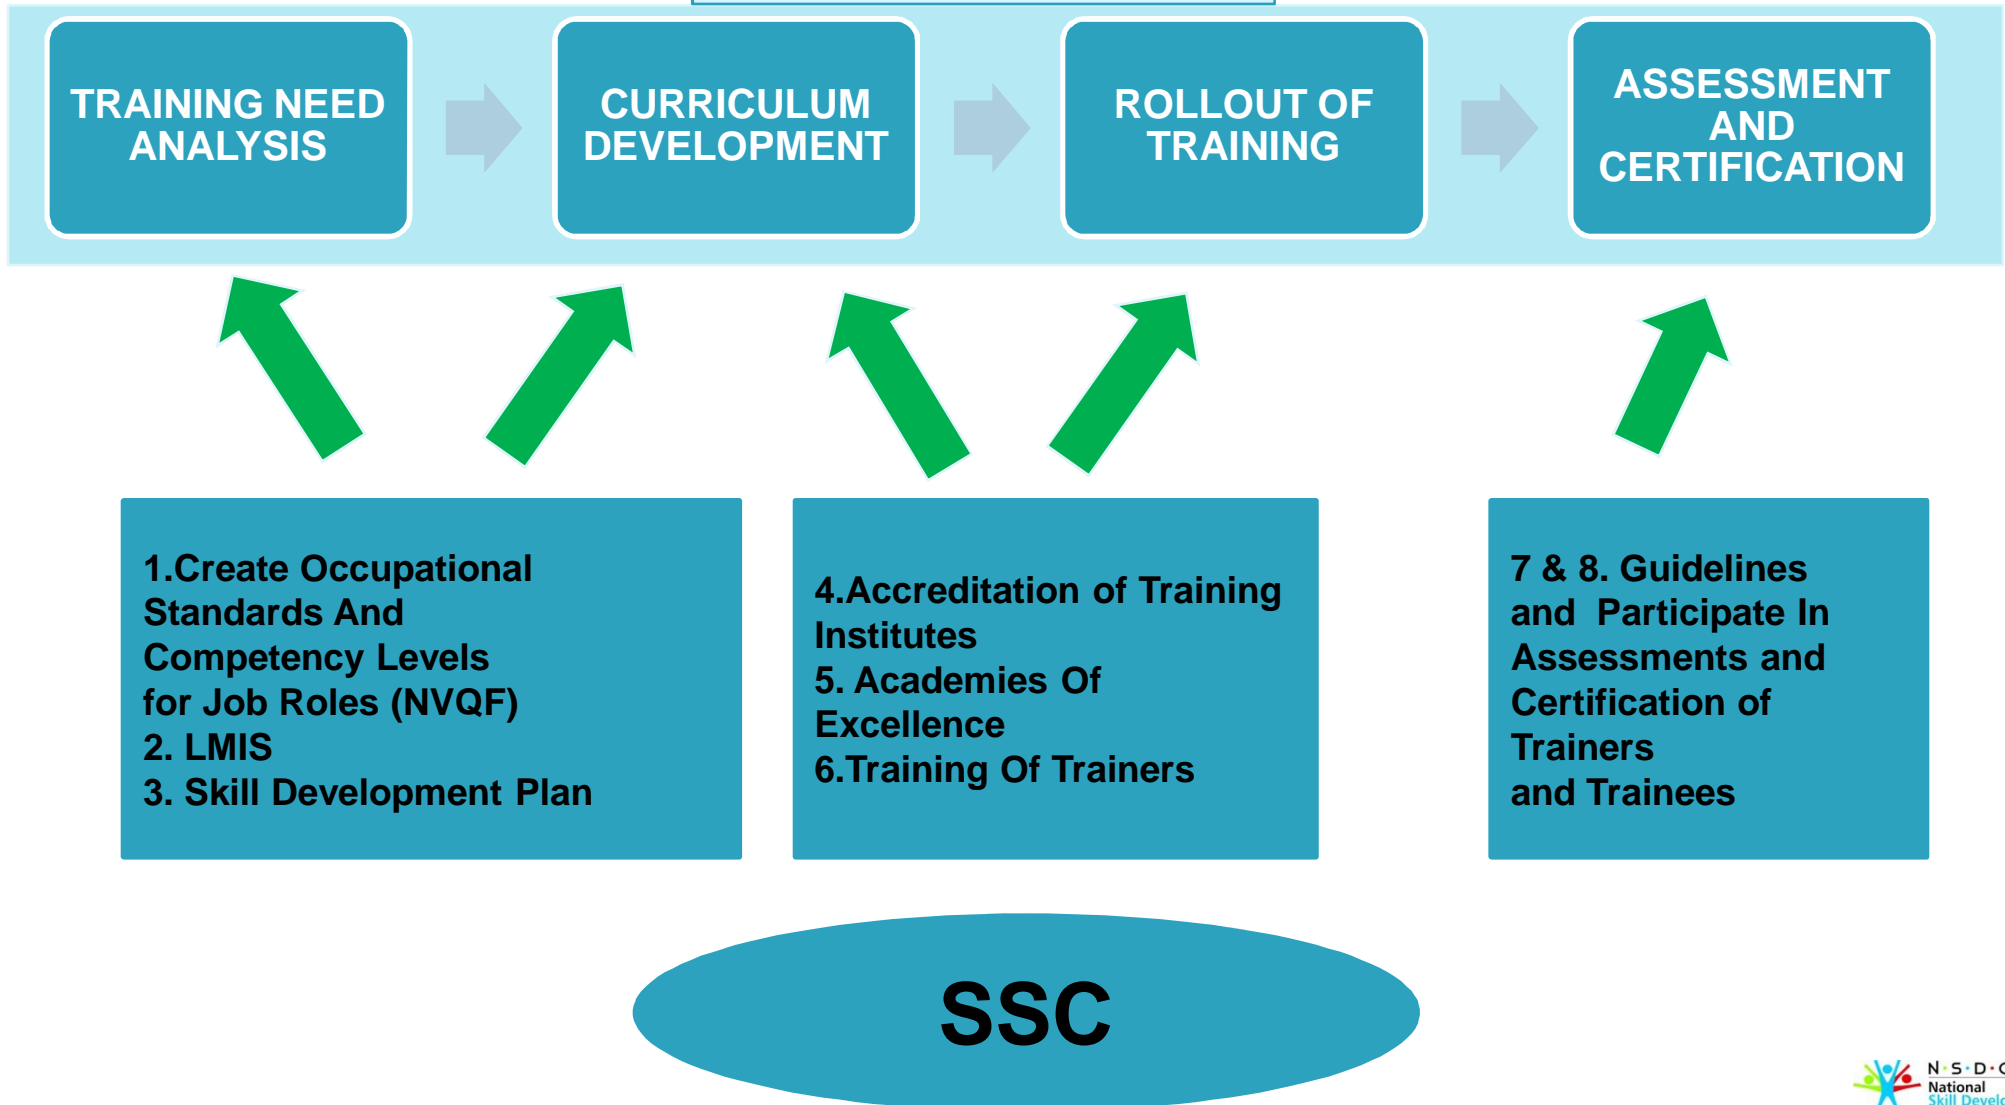 TRAINING NEED
ANALYSIS
CURRICULUM
DEVELOPMENT
ROLLOUT OF
TRAINING
ASSESSMENT
AND
CERTIFICATION
1.Create Occupational
Standards And
Competency Levels
for Job Roles (NVQF)
2. LMIS
3. Skill Development Plan
4.Accreditation of Training
Institutes
5. Academies Of
Excellence
6.Training Of Trainers
7 & 8. Guidelines
and Participate In
Assessments and
Certification of
Trainers
and Trainees
SSC
N·S·D·C
National
Skill Develo